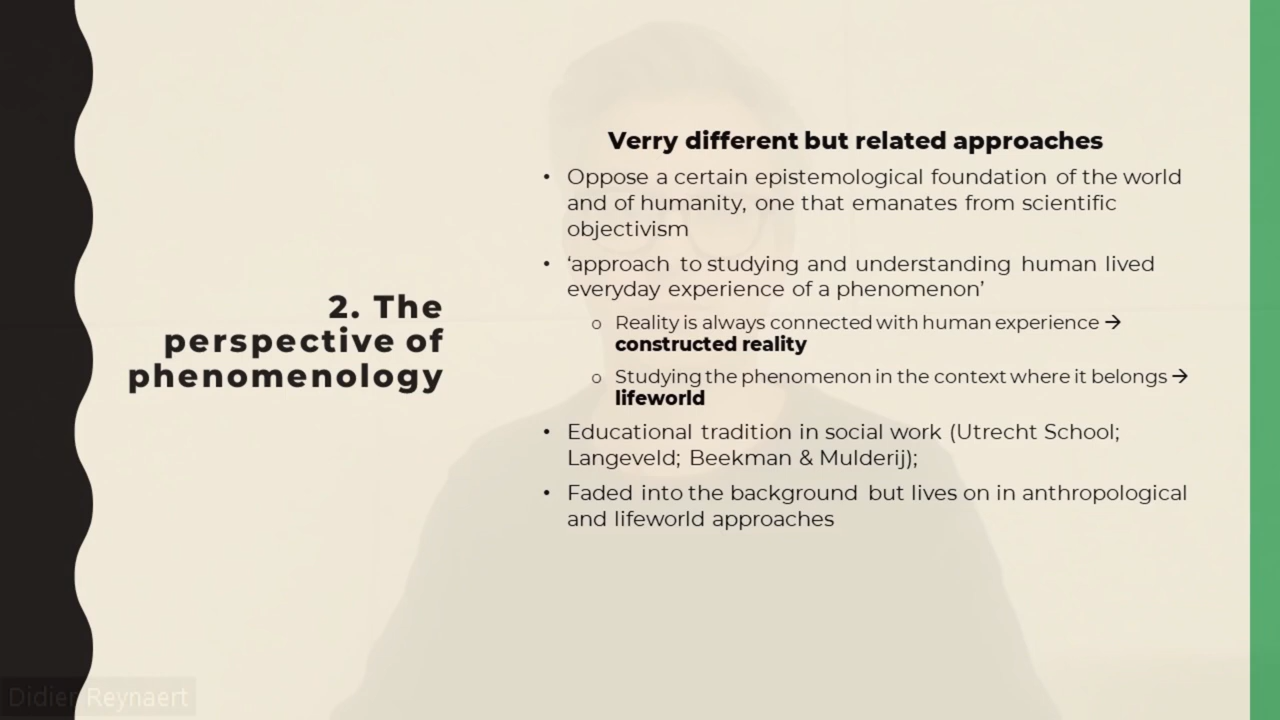 2. The
perspective of
phenomenology
Verry different but related approaches
• Oppose a certain epistemological foundation of the world
and of humanity, one that emanates from scientific
objectivism
• ‘approach to studying and understanding human lived
everyday experience of a phenomenon’
o Reality is always connected with human experience →
constructed reality
o Studying the phenomenon in the context where it belongs →
lifeworld
• Educational tradition in social work (Utrecht School;
Langeveld; Beekman & Mulderij);
• Faded into the background but lives on in anthropological
and lifeworld approaches
Didier Reynaert